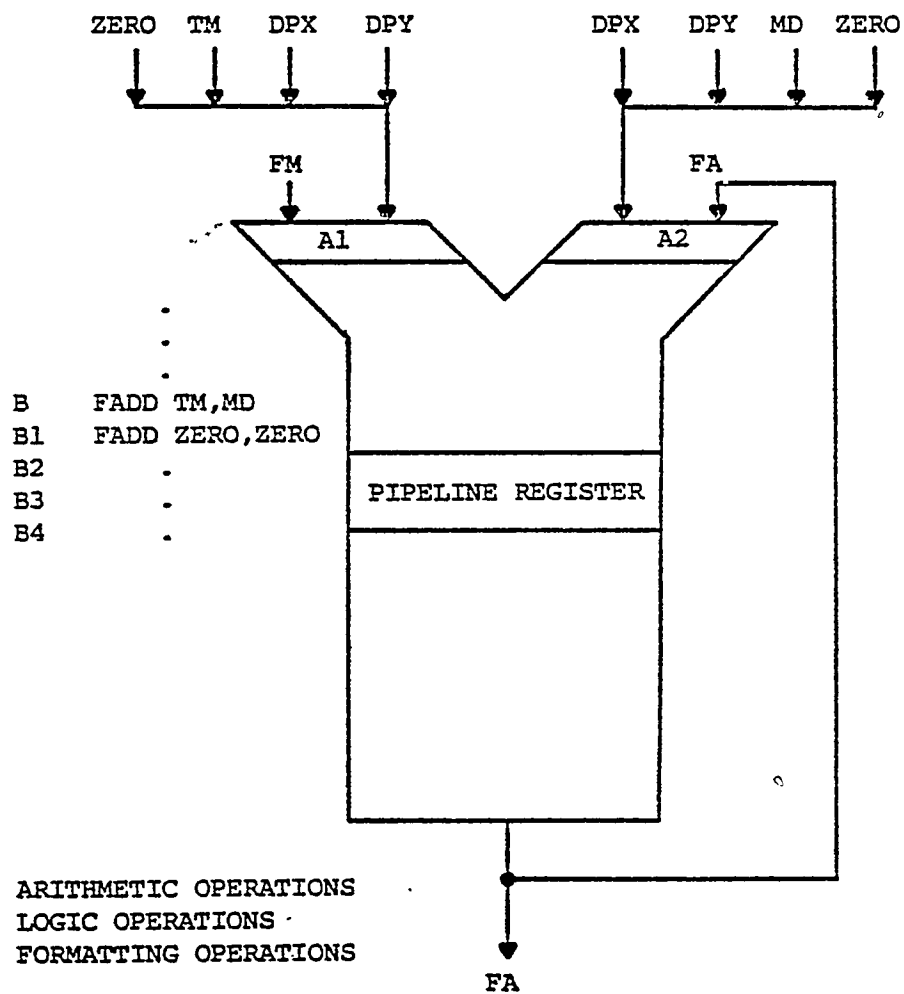 ZERO TM DPX DPY DPX DPY MD ZERO
FM FA
A1 A2
B FADD TM,MD
B1 FADD ZERO,ZERO
B2
B3
B4
PIPELINE REGISTER
ARITHMETIC OPERATIONS
LOGIC OPERATIONS
FORMATTING OPERATIONS
FA